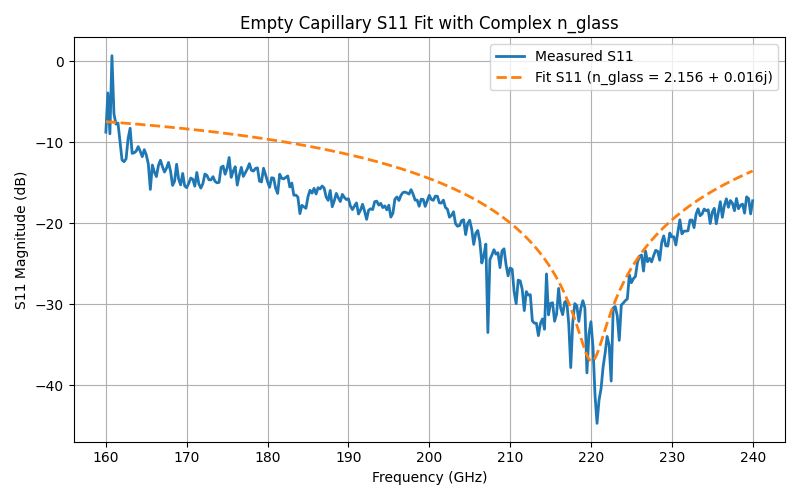 Empty Capillary S11 Fit with Complex n_glass
Measured S11
Fit S11 (n_glass = 2.156 + 0.016j)
S11 Magnitude (dB)
0
−10
−20
−30
−40
160 170 180 190 200 210 220 230 240
Frequency (GHz)